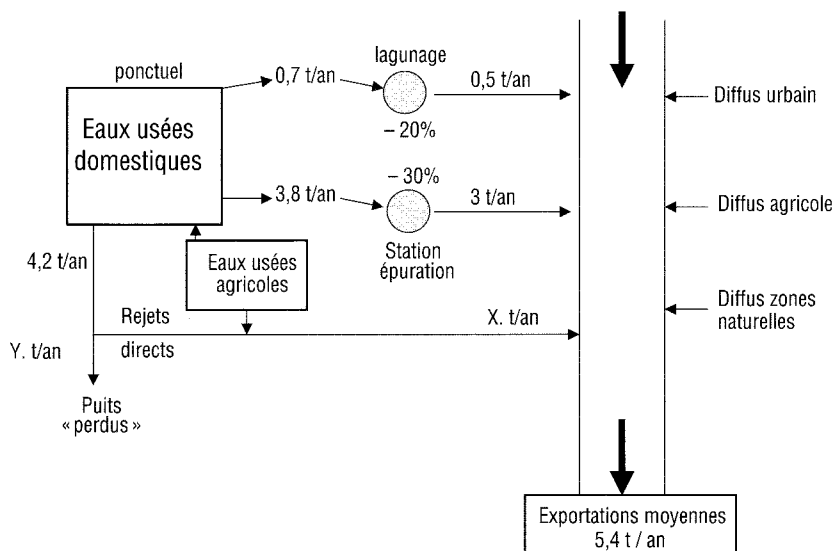 ponctuel
Eaux usées
domestiques
0,7 t/an
lagunage
– 20%
0,5 t/an
Diffus urbain
3,8 t/an
– 30%
Station
épuration
3 t/an
Diffus agricole
4,2 t/an
Eaux usées
agricoles
Diffus zones
naturelles
Rejets
directs
X. t/an
Y. t/an
Puits
« perdus »
Exportations moyennes
5,4 t / an